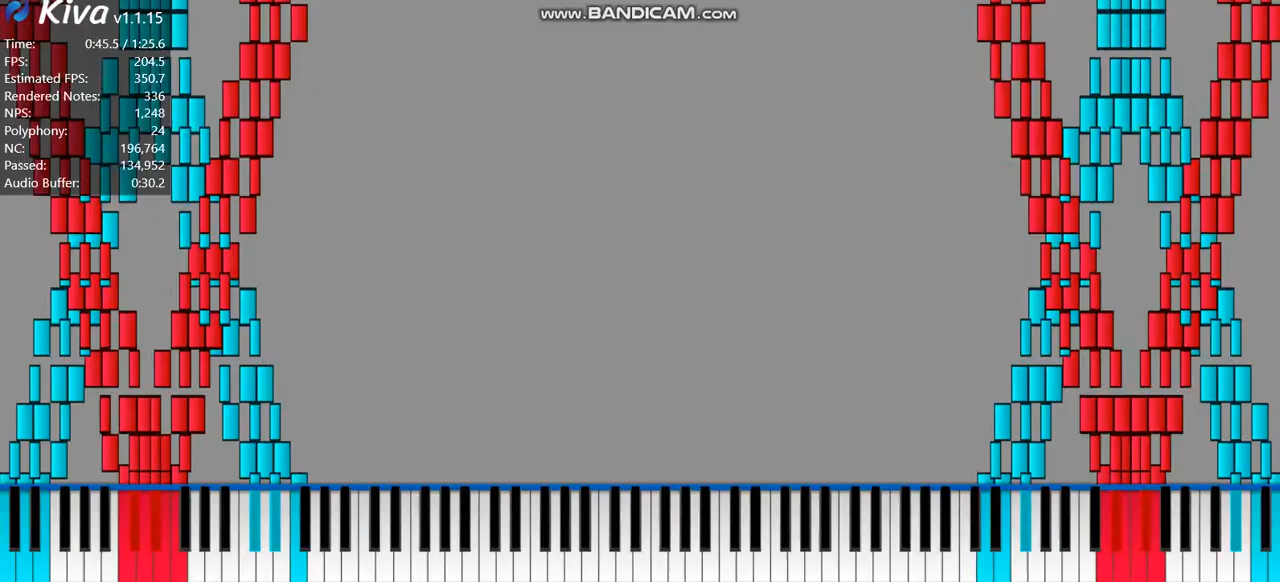 www.BANDICAM.com
Kiva v1.1.15
Time: 0:45.5 / 1:25.6
FPS: 204.5
Estimated FPS: 350.7
Rendered Notes: 336
NPS: 1,248
Polyphony: 24
NC: 196,764
Passed: 134,952
Audio Buffer: 0:30.2